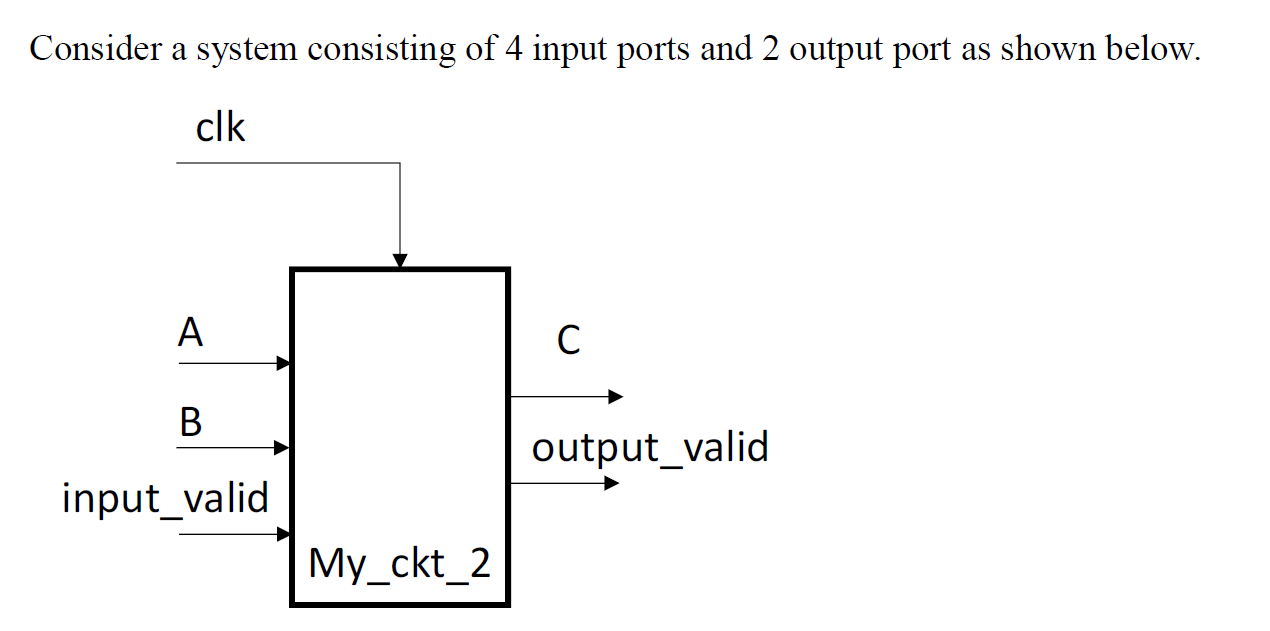 Consider a system consisting of 4 input ports and 2 output port as shown below.
clk
A
C
B
output_valid
input_valid
My_ckt_2